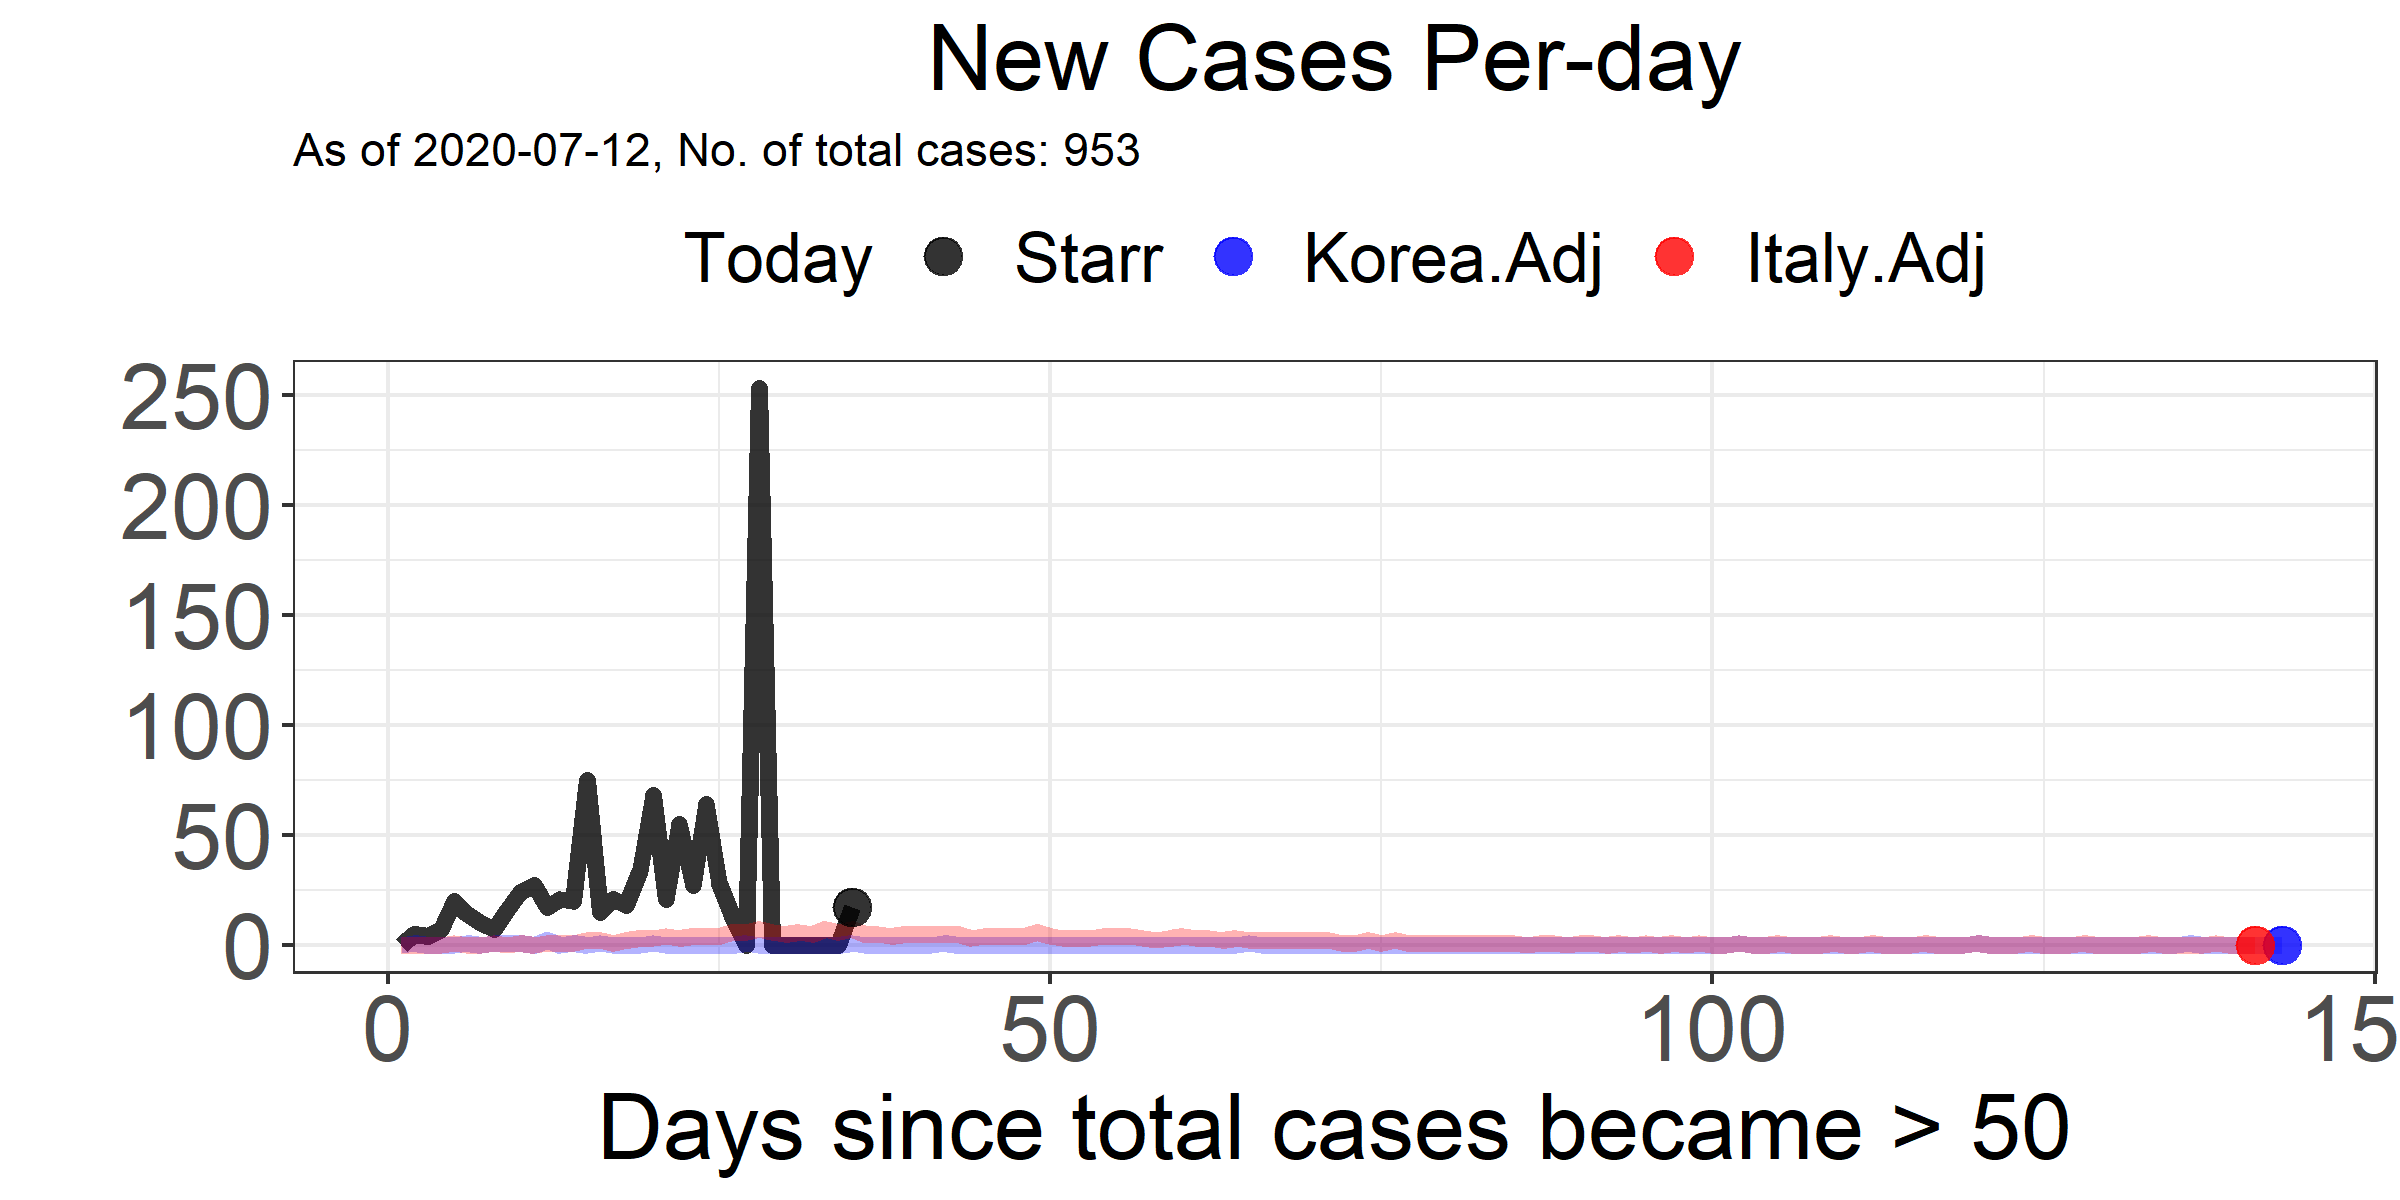 New Cases Per-day
As of 2020-07-12, No. of total cases: 953
Today Starr Korea.Adj Italy.Adj
250
200
150
100
50
0
0 50 100 15
Days since total cases became > 50